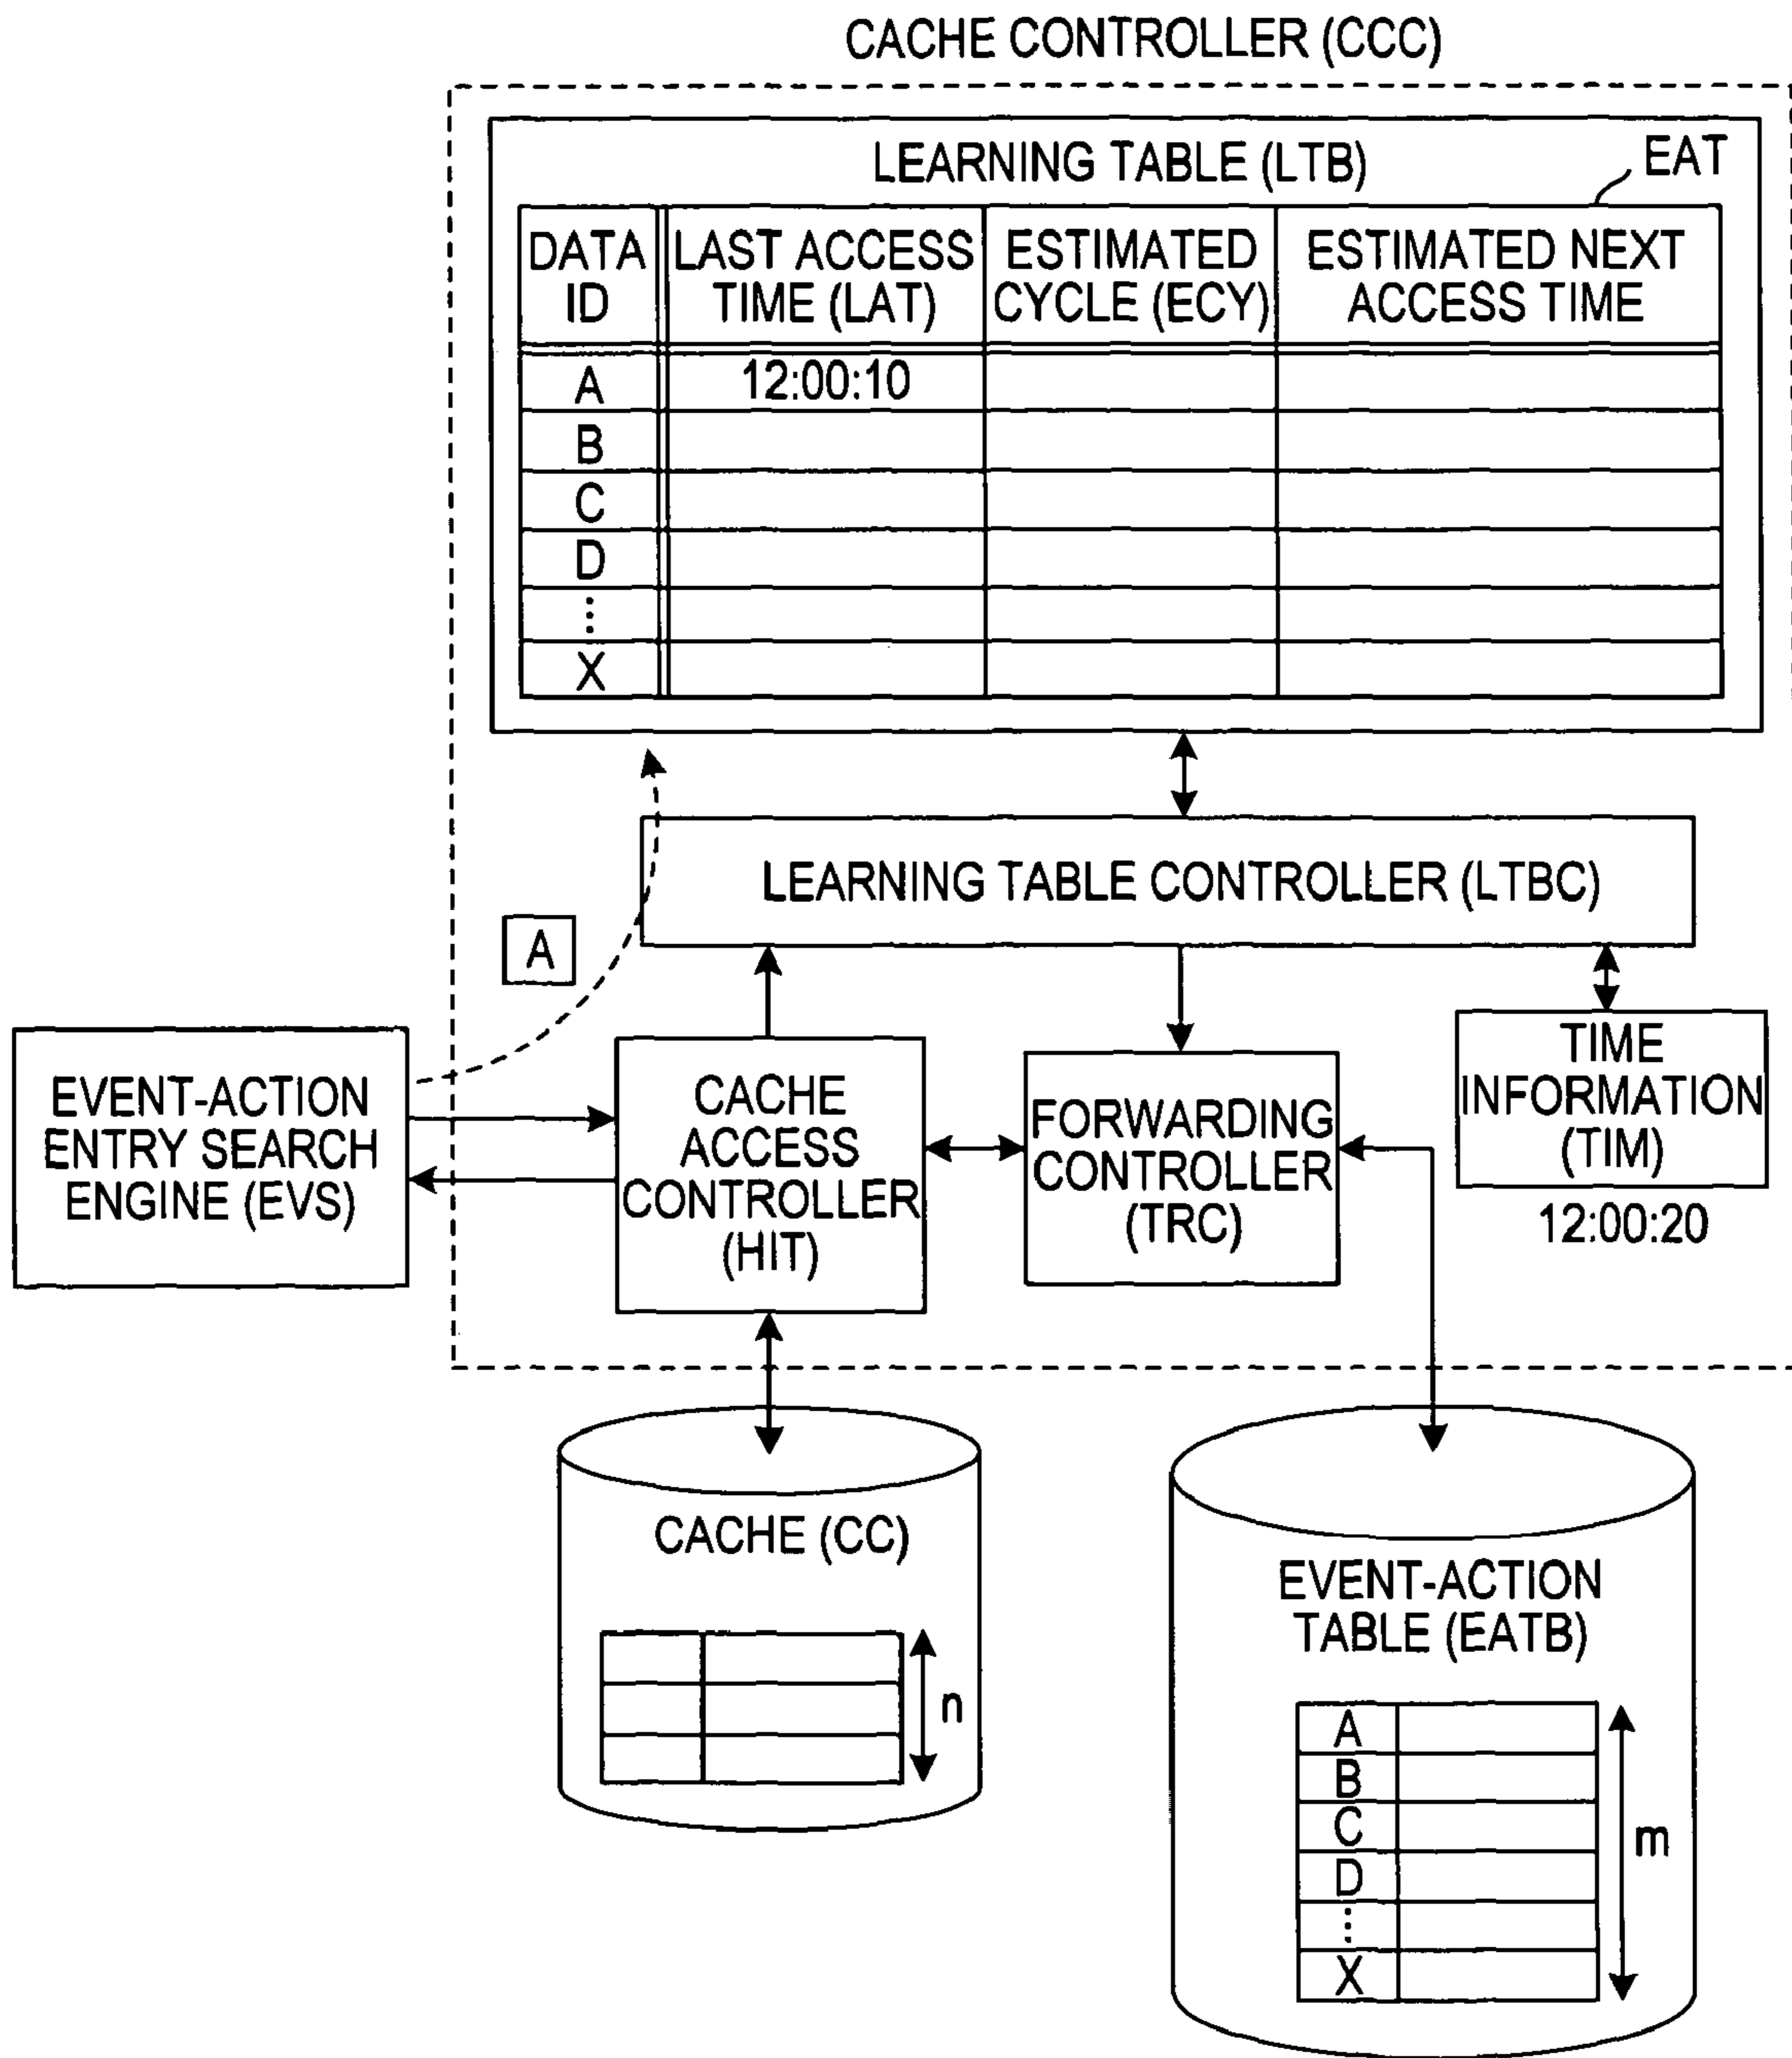 CACHE CONTROLLER (CCC)
LEARNING TABLE (LTB)
EAT
DATA ID
LAST ACCESS TIME (LAT)
ESTIMATED CYCLE (ECY)
ESTIMATED NEXT ACCESS TIME
A 12:00:10
B
C
D
⋮
X
LEARNING TABLE CONTROLLER (LTBC)
A
EVENT-ACTION
ENTRY SEARCH
ENGINE (EVS)
CACHE
ACCESS
CONTROLLER
(HIT)
FORWARDING
CONTROLLER
(TRC)
TIME
INFORMATION
(TIM)
12:00:20
CACHE (CC)
n
EVENT-ACTION
TABLE (EATB)
A
B
C
D
⋮
X
m